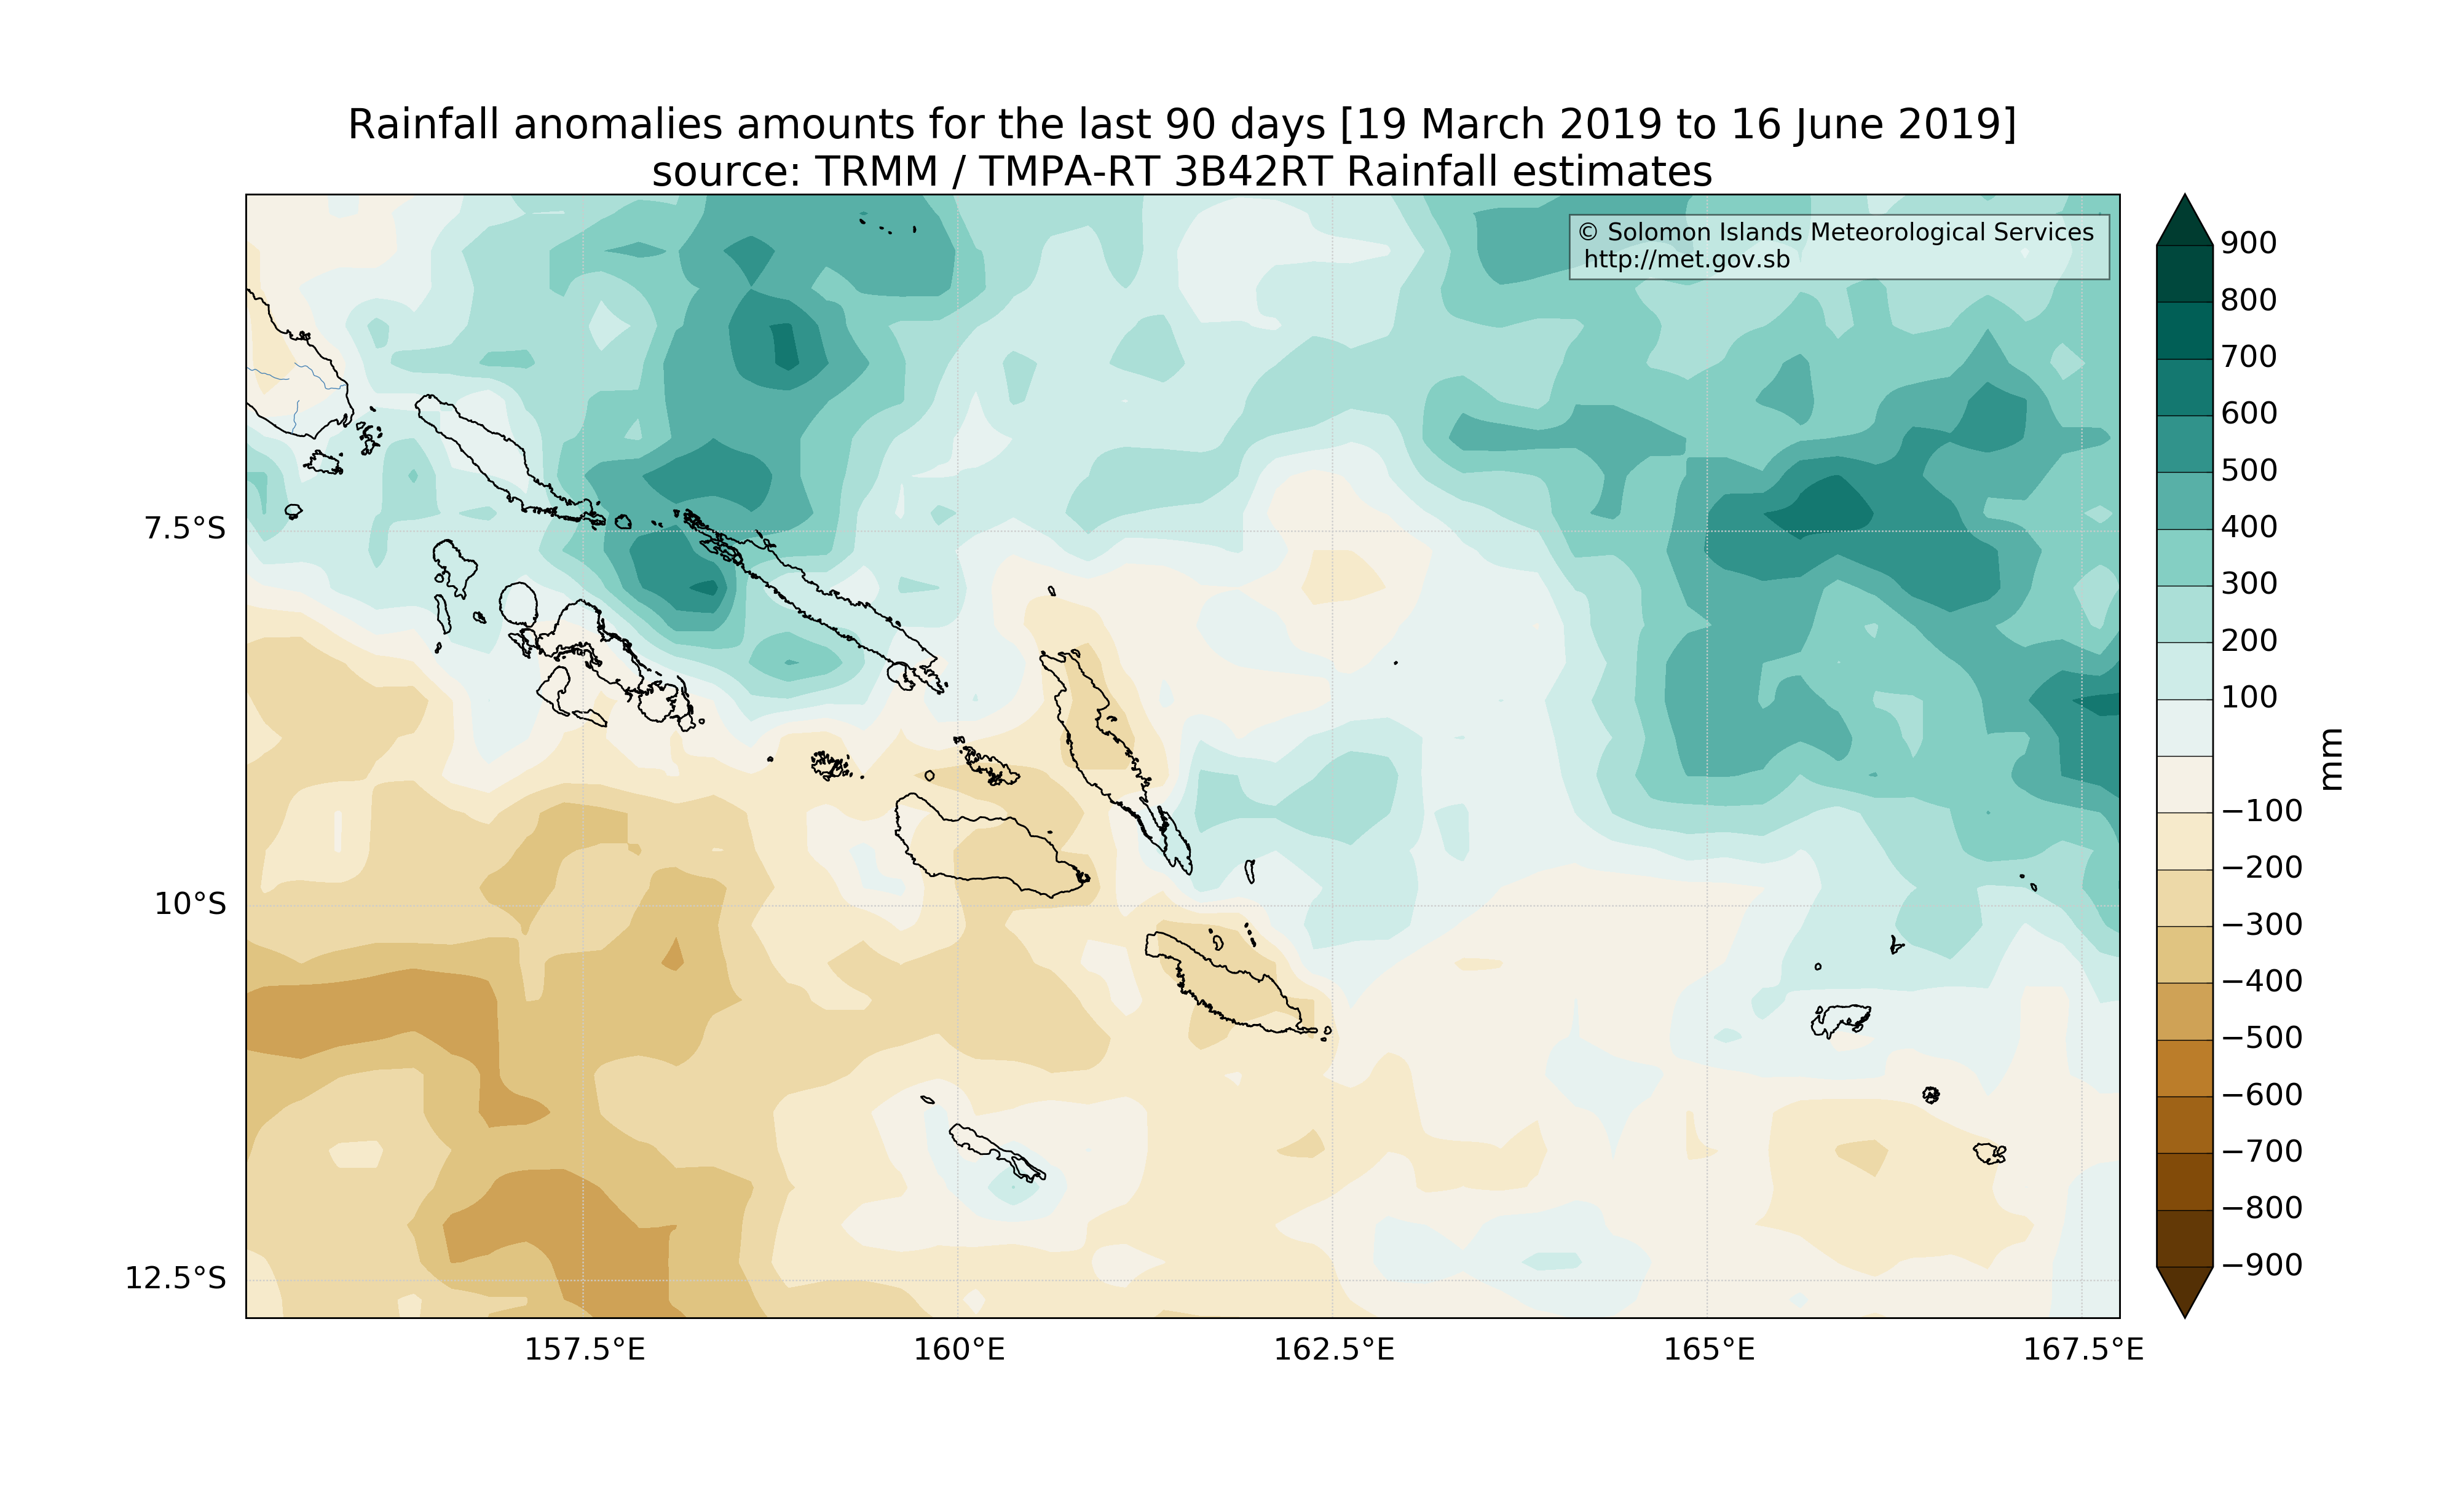 Rainfall anomalies amounts for the last 90 days [19 March 2019 to 16 June 2019]
source: TRMM / TMPA-RT 3B42RT Rainfall estimates
© Solomon Islands Meteorological Services
http://met.gov.sb
7.5°S
10°S
12.5°S
157.5°E
160°E
162.5°E
165°E
167.5°E
900
800
700
600
500
400
300
200
100
−100
−200
−300
−400
−500
−600
−700
−800
−900
mm